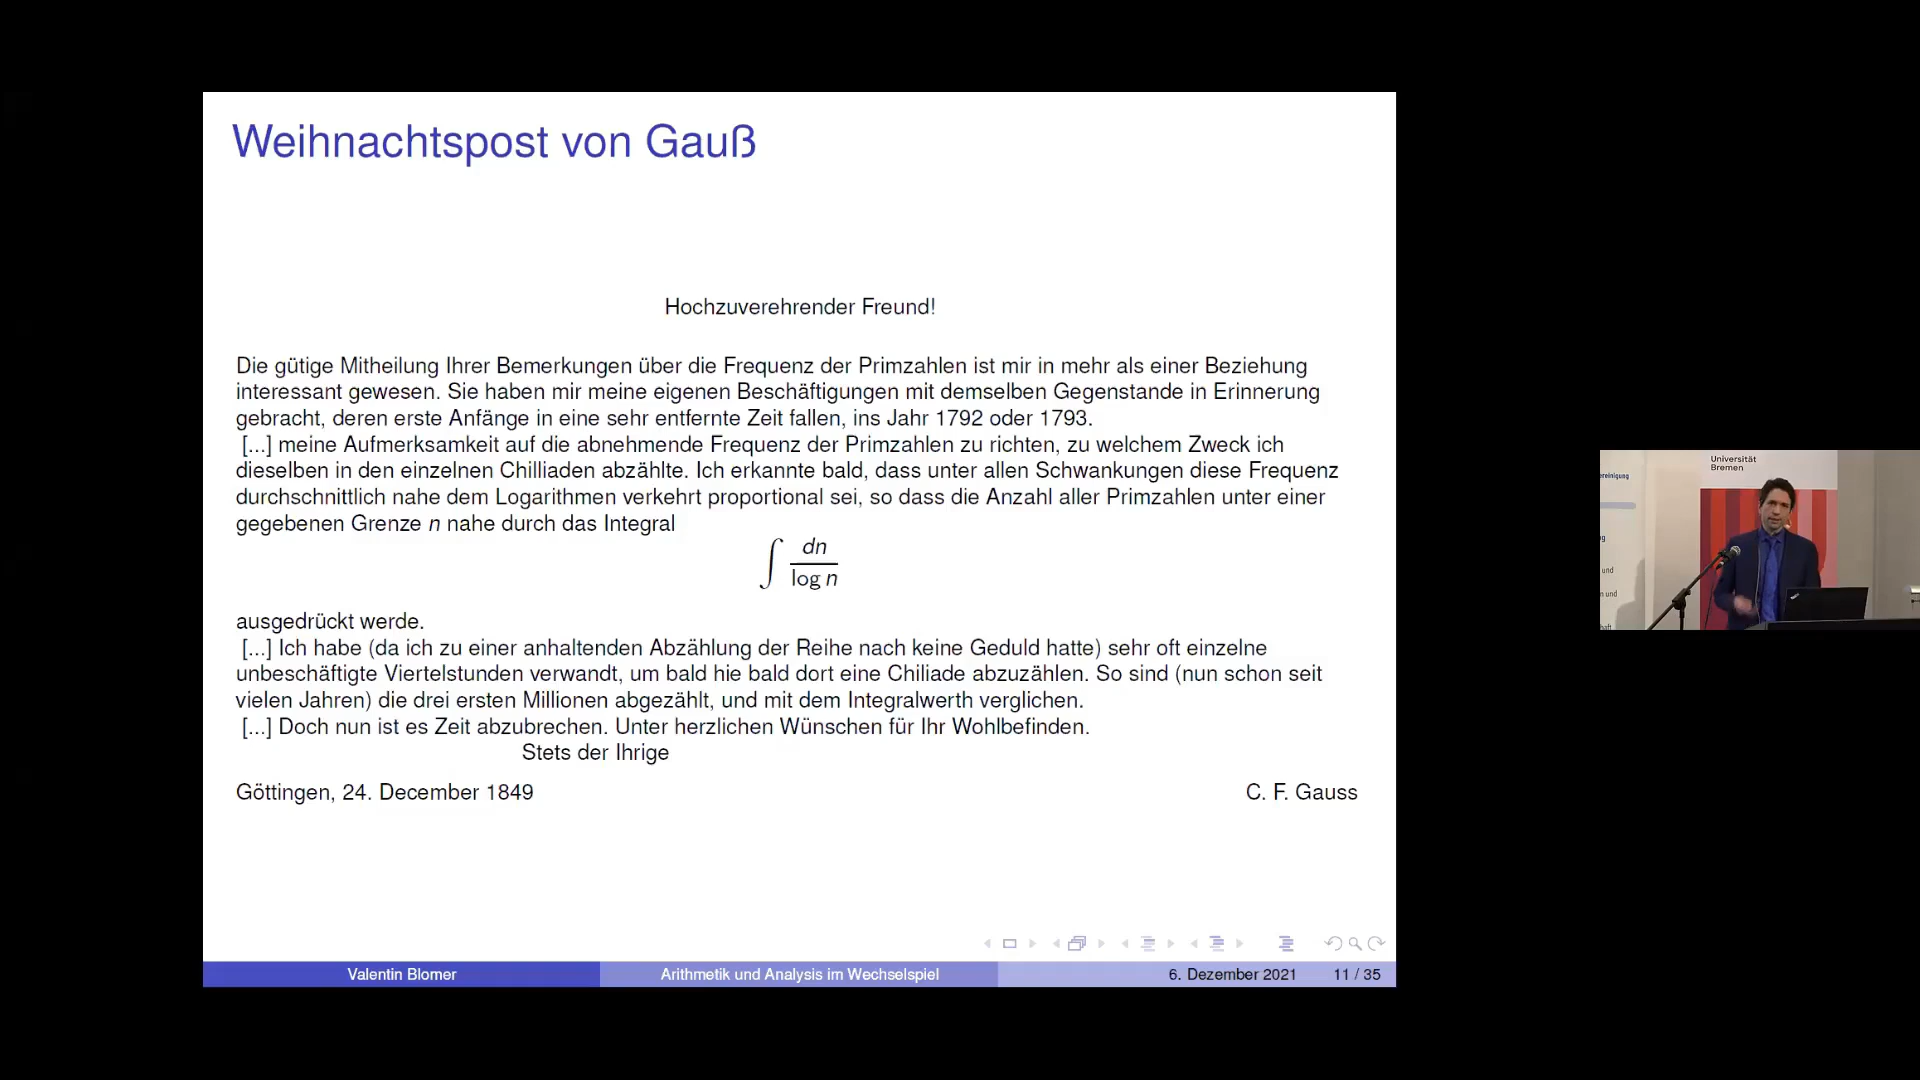 Weihnachtspost von Gauß
Hochzuverehrender Freund!
Die gütige Mitheilung Ihrer Bemerkungen über die Frequenz der Primzahlen ist mir in mehr als einer Beziehung
interessant gewesen. Sie haben mir meine eigenen Beschäftigungen mit demselben Gegenstande in Erinnerung
gebracht, deren erste Anfänge in eine sehr entfernte Zeit fallen, ins Jahr 1792 oder 1793.
[...] meine Aufmerksamkeit auf die abnehmende Frequenz der Primzahlen zu richten, zu welchem Zweck ich
dieselben in den einzelnen Chilliaden abzählte. Ich erkannte bald, dass unter allen Schwankungen diese Frequenz
durchschnittlich nahe dem Logarithmen verkehrt proportional sei, so dass die Anzahl aller Primzahlen unter einer
gegebenen Grenze n nahe durch das Integral
∫ dn / log n
ausgedrückt werde.
[...] Ich habe (da ich zu einer anhaltenden Abzählung der Reihe nach keine Geduld hatte) sehr oft einzelne
unbeschäftigte Viertelstunden verwandt, um bald hie bald dort eine Chiliade abzuzählen. So sind (nun schon seit
vielen Jahren) die drei ersten Millionen abgezählt, und mit dem Integralwerth verglichen.
[...] Doch nun ist es Zeit abzubrechen. Unter herzlichen Wünschen für Ihr Wohlbefinden.
Stets der Ihrige
Göttingen, 24. December 1849 C. F. Gauss
Valentin Blomer Arithmetik und Analysis im Wechselspiel 6. Dezember 2021 11 / 35
Universität
Bremen
ereinigung
und
n und